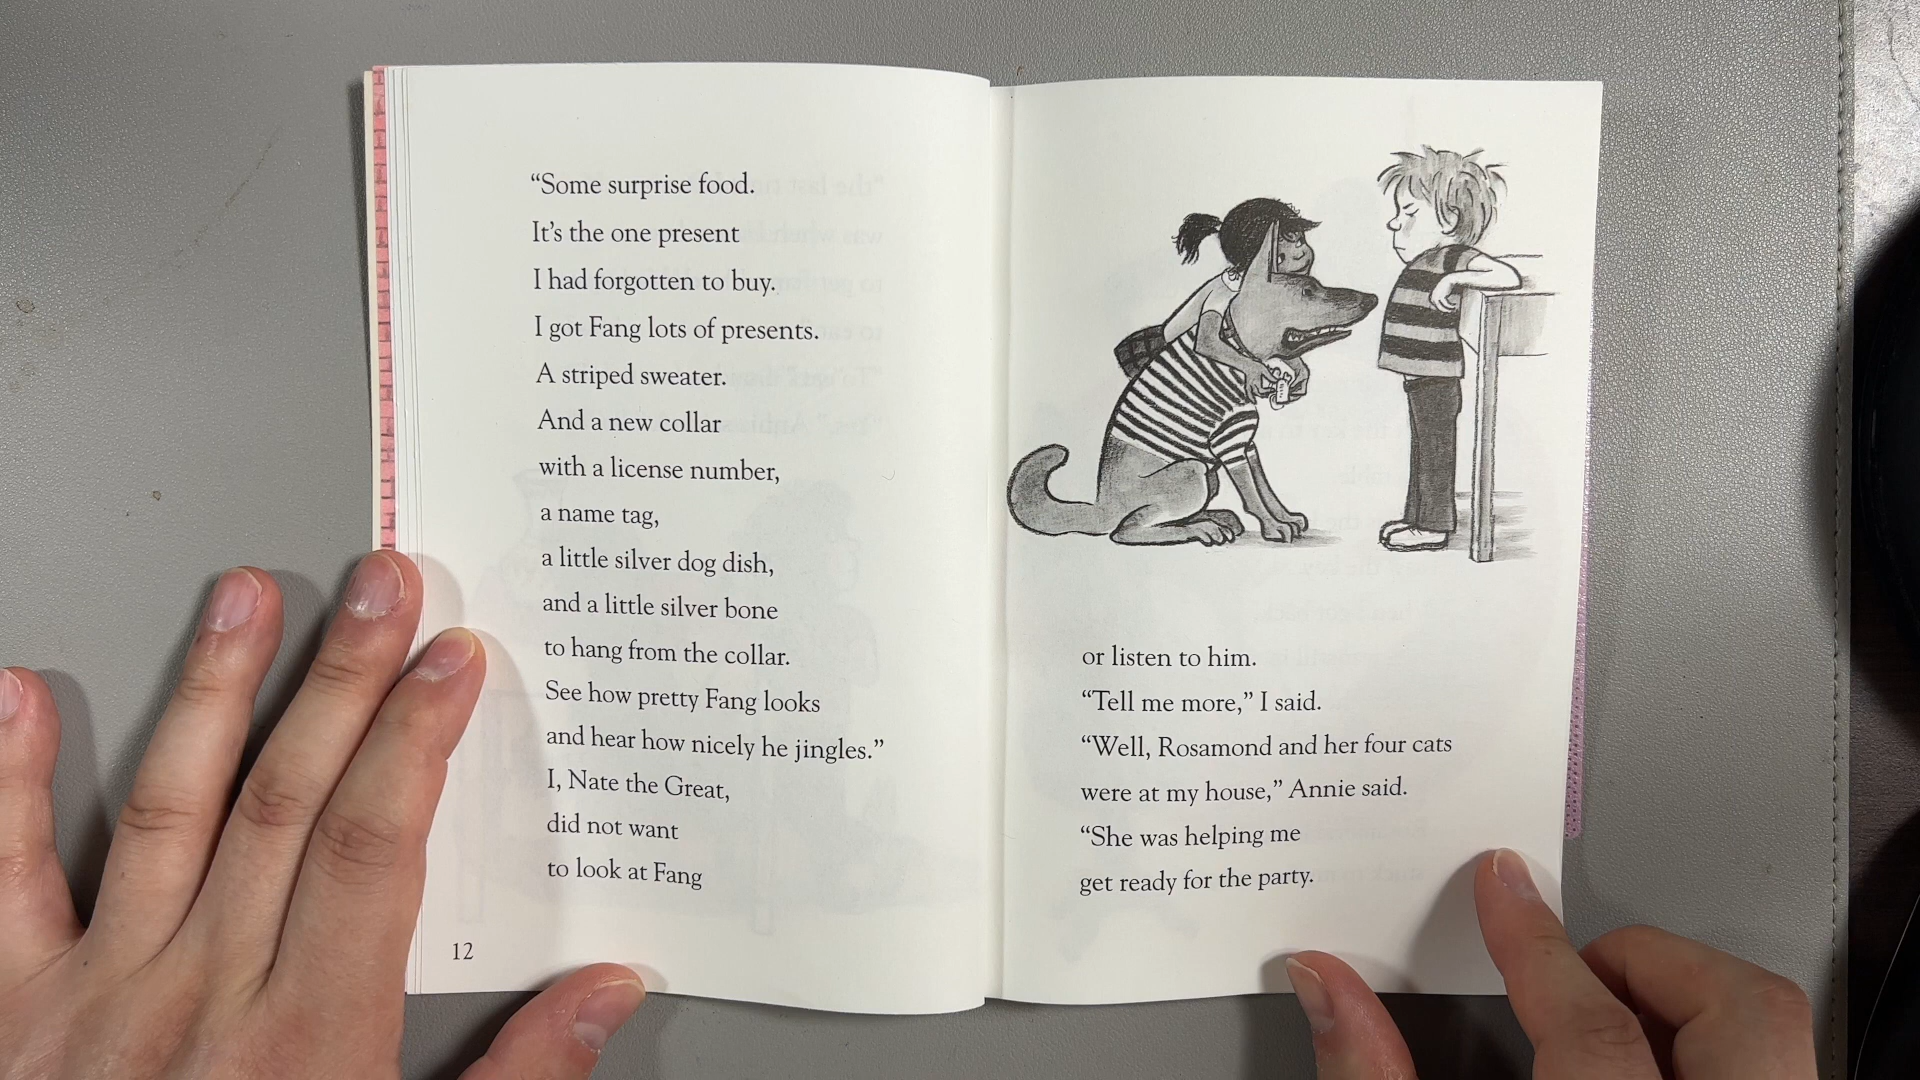 “Some surprise food.
It’s the one present
I had forgotten to buy.
I got Fang lots of presents.
A striped sweater.
And a new collar
with a license number,
a name tag,
a little silver dog dish,
and a little silver bone
to hang from the collar.
See how pretty Fang looks
and hear how nicely he jingles.”
I, Nate the Great,
did not want
to look at Fang
12
or listen to him.
“Tell me more,” I said.
“Well, Rosamond and her four cats
were at my house,” Annie said.
“She was helping me
get ready for the party.